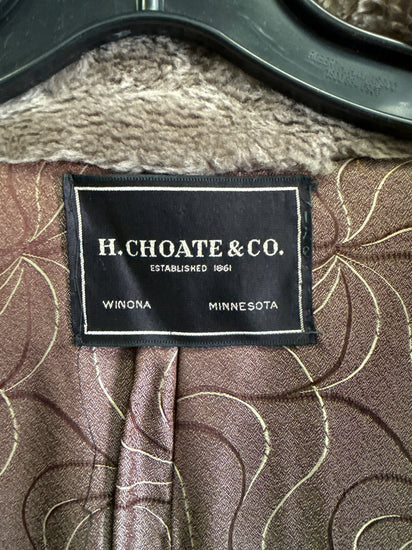 H. CHOATE & CO.
ESTABLISHED 1861
WINONA MINNESOTA